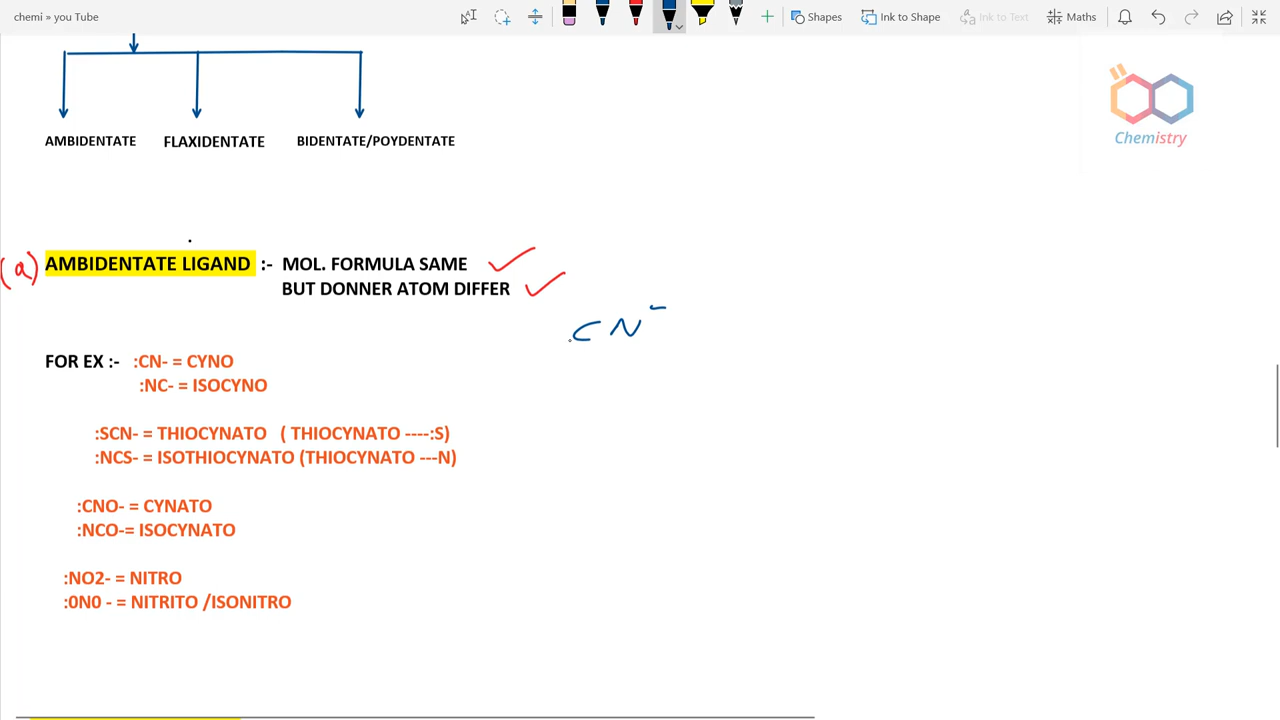 chemi » you Tube
Shapes
Ink to Shape
Ink to Text
Maths
AMBIDENTATE FLAXIDENTATE BIDENTATE/POYDENTATE
Chemistry
(a) AMBIDENTATE LIGAND :- MOL. FORMULA SAME
BUT DONNER ATOM DIFFER
CN-
FOR EX :- :CN- = CYNO
:NC- = ISOCYNO
:SCN- = THIOCYNATO ( THIOCYNATO ----:S)
:NCS- = ISOTHIOCYNATO (THIOCYNATO ---N)
:CNO- = CYNATO
:NCO-= ISOCYNATO
:NO2- = NITRO
:0N0 - = NITRITO /ISONITRO